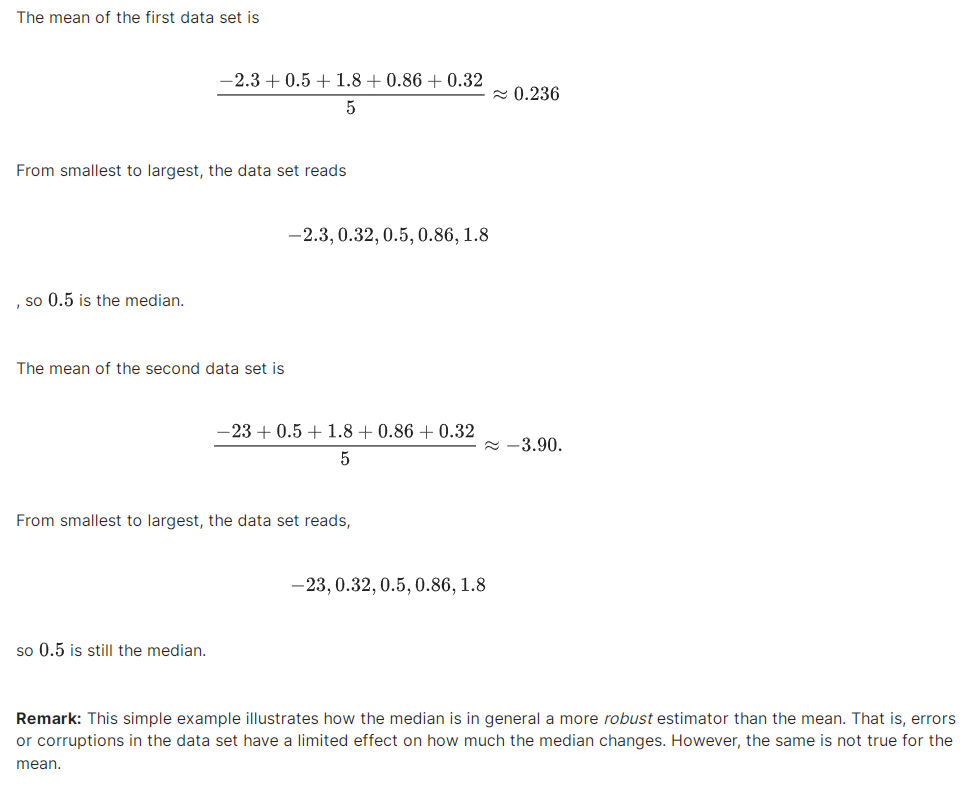 The mean of the first data set is
−2.3 + 0.5 + 1.8 + 0.86 + 0.32
5
≈ 0.236
From smallest to largest, the data set reads
−2.3, 0.32, 0.5, 0.86, 1.8
, so 0.5 is the median.
The mean of the second data set is
−23 + 0.5 + 1.8 + 0.86 + 0.32
5
≈ −3.90.
From smallest to largest, the data set reads,
−23, 0.32, 0.5, 0.86, 1.8
so 0.5 is still the median.
Remark: This simple example illustrates how the median is in general a more robust estimator than the mean. That is, errors
or corruptions in the data set have a limited effect on how much the median changes. However, the same is not true for the
mean.